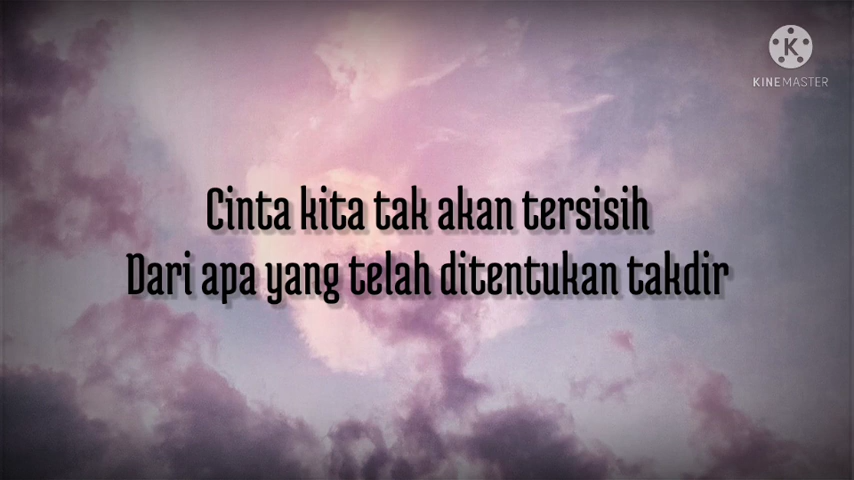 K
KINEMASTER
Cinta kita tak akan tersisih
Dari apa yang telah ditentukan takdir